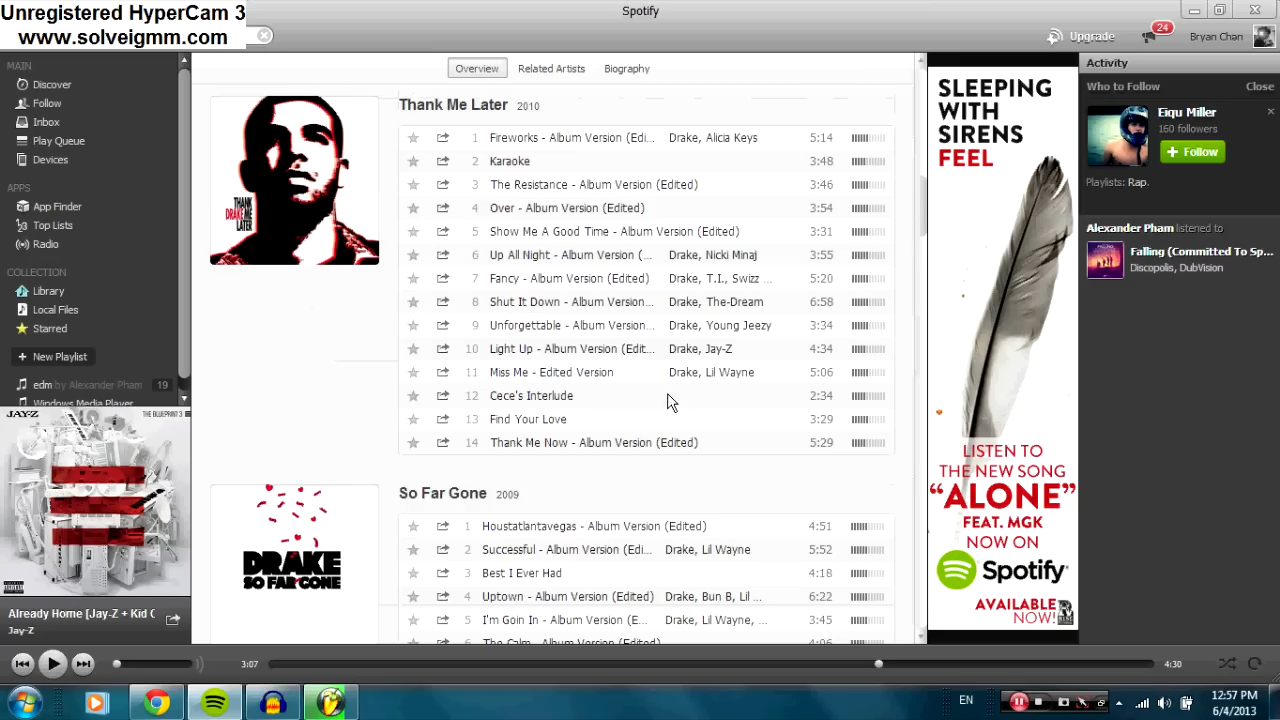 Unregistered HyperCam 3
www.solveigmm.com
Spotify
Upgrade
24
Bryan Chan
MAIN
Discover
Follow
Inbox
Play Queue
Devices
APPS
App Finder
Top Lists
Radio
COLLECTION
Library
Local Files
Starred
New Playlist
edm by Alexander Pham 19
Windows Media Player
JAY-Z THE BLUEPRINT 3
Already Home [Jay-Z + Kid C
Jay-Z
Overview Related Artists Biography
THANK
DRAKE ME
LATER
Thank Me Later 2010
1 Fireworks - Album Version (Edi... Drake, Alicia Keys 5:14
2 Karaoke 3:48
3 The Resistance - Album Version (Edited) 3:46
4 Over - Album Version (Edited) 3:54
5 Show Me A Good Time - Album Version (Edited) 3:31
6 Up All Night - Album Version (... Drake, Nicki Minaj 3:55
7 Fancy - Album Version (Edited) Drake, T.I., Swizz ... 5:20
8 Shut It Down - Album Version... Drake, The-Dream 6:58
9 Unforgettable - Album Version... Drake, Young Jeezy 3:34
10 Light Up - Album Version (Edit... Drake, Jay-Z 4:34
11 Miss Me - Edited Version Drake, Lil Wayne 5:06
12 Cece's Interlude 2:34
13 Find Your Love 3:29
14 Thank Me Now - Album Version (Edited) 5:29
DRAKE
SO FAR GONE
So Far Gone 2009
1 Houstatlantavegas - Album Version (Edited) 4:51
2 Successful - Album Version (Edi... Drake, Lil Wayne 5:52
3 Best I Ever Had 4:18
4 Uptown - Album Version (Edited) Drake, Bun B, Lil ... 6:22
5 I'm Goin In - Album Version (E... Drake, Lil Wayne, ... 3:45
6 The Calm - Album Version (Edited) 4:06
SLEEPING
WITH
SIRENS
FEEL
LISTEN TO
THE NEW SONG
“ALONE”
FEAT. MGK
NOW ON
Spotify
AVAILABLE
NOW!
Activity
Who to Follow Close
Eiqu Miller
160 followers
Follow
Playlists: Rap.
Alexander Pham listened to
Falling (Committed To Sp...
Discopolis, DubVision
3:07
4:30
EN
12:57 PM
6/4/2013